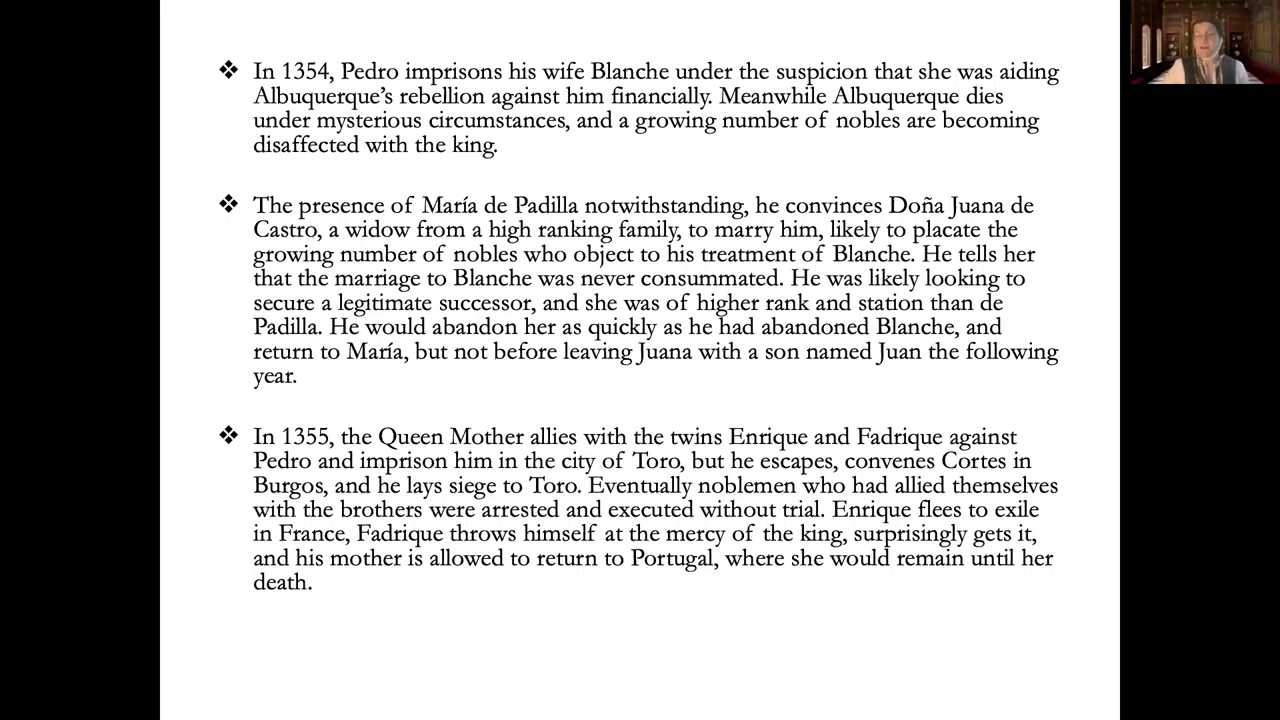 ❖ In 1354, Pedro imprisons his wife Blanche under the suspicion that she was aiding
Albuquerque’s rebellion against him financially. Meanwhile Albuquerque dies
under mysterious circumstances, and a growing number of nobles are becoming
disaffected with the king.
❖ The presence of María de Padilla notwithstanding, he convinces Doña Juana de
Castro, a widow from a high ranking family, to marry him, likely to placate the
growing number of nobles who object to his treatment of Blanche. He tells her
that the marriage to Blanche was never consummated. He was likely looking to
secure a legitimate successor, and she was of higher rank and station than de
Padilla. He would abandon her as quickly as he had abandoned Blanche, and
return to María, but not before leaving Juana with a son named Juan the following
year.
❖ In 1355, the Queen Mother allies with the twins Enrique and Fadrique against
Pedro and imprison him in the city of Toro, but he escapes, convenes Cortes in
Burgos, and he lays siege to Toro. Eventually noblemen who had allied themselves
with the brothers were arrested and executed without trial. Enrique flees to exile
in France, Fadrique throws himself at the mercy of the king, surprisingly gets it,
and his mother is allowed to return to Portugal, where she would remain until her
death.